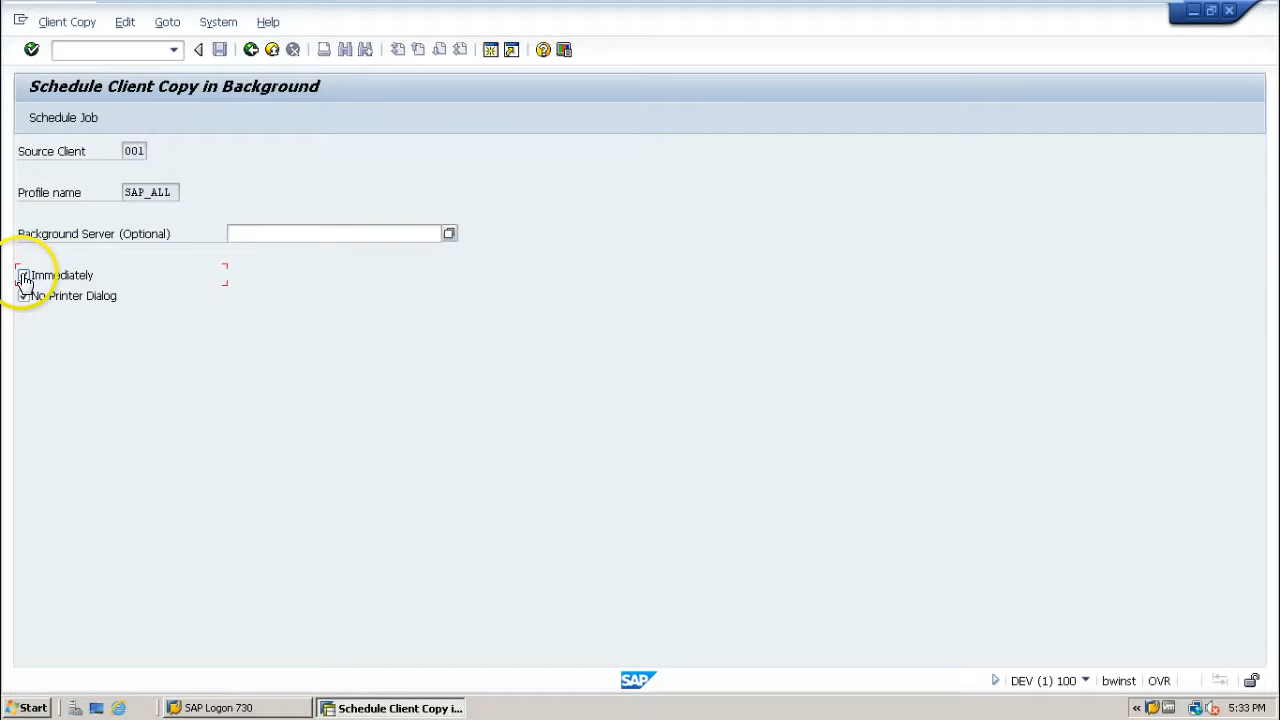 Client Copy Edit Goto System Help
Schedule Client Copy in Background
Schedule Job
Source Client 001
Profile name SAP_ALL
Background Server (Optional)
Immediately
No Printer Dialog
SAP
DEV (1) 100 bwinst OVR
Start SAP Logon 730 Schedule Client Copy i... 5:33 PM